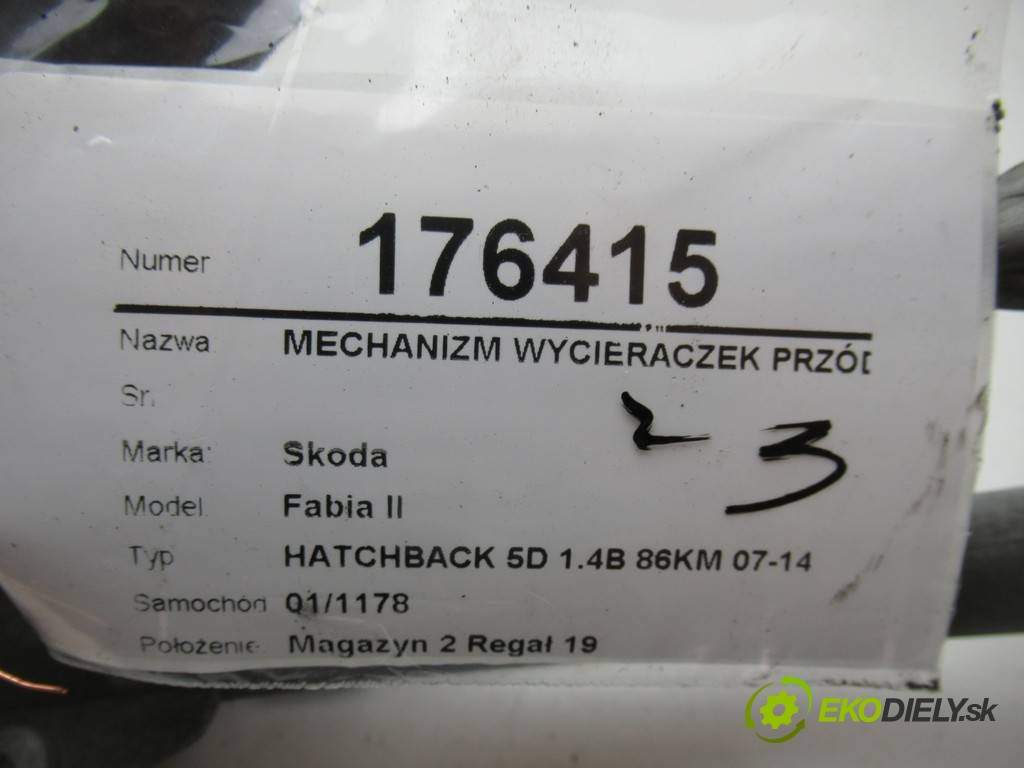 Numer 176415
Nazwa MECHANIZM WYCIERACZEK PRZÓD
Sr.
2 3
Marka: Skoda
Model Fabia II
Typ HATCHBACK 5D 1.4B 86KM 07-14
Samochód 01/1178
Położenie Magazyn 2 Regał 19
EKODIELY.sk